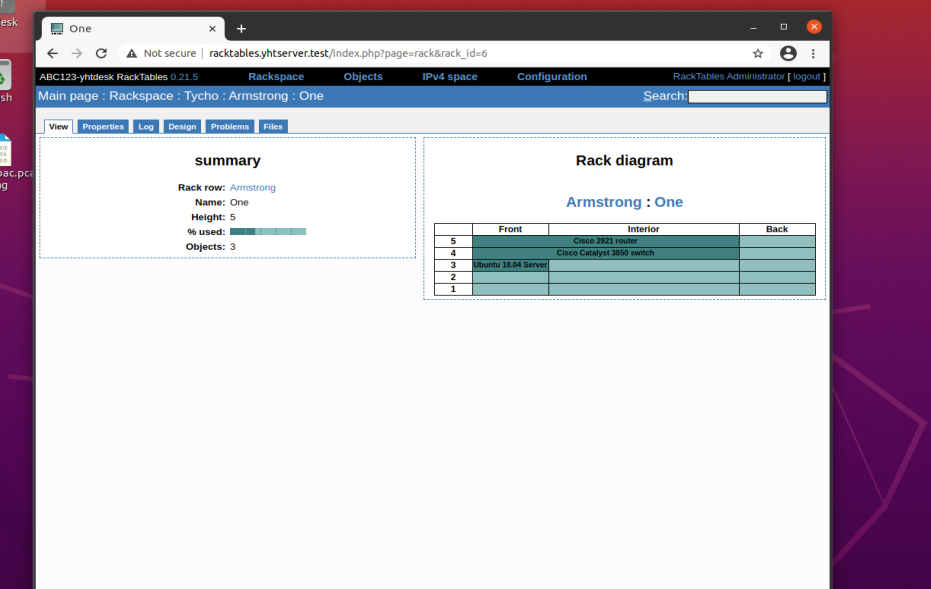 esk
One
Not secure | racktables.yhtserver.test/index.php?page=rack&rack_id=6
sh
ABC123-yhtdesk RackTables 0.21.5 Rackspace Objects IPv4 space Configuration RackTables Administrator [ logout ]
Main page : Rackspace : Tycho : Armstrong : One Search:
View Properties Log Design Problems Files
summary
Rack row: Armstrong
Name: One
Height: 5
% used:
Objects: 3
Rack diagram
Armstrong : One
Front Interior Back
5 Cisco 2921 router
4 Cisco Catalyst 3850 switch
3 Ubuntu 18.04 Server
2
1
pac.pca
g